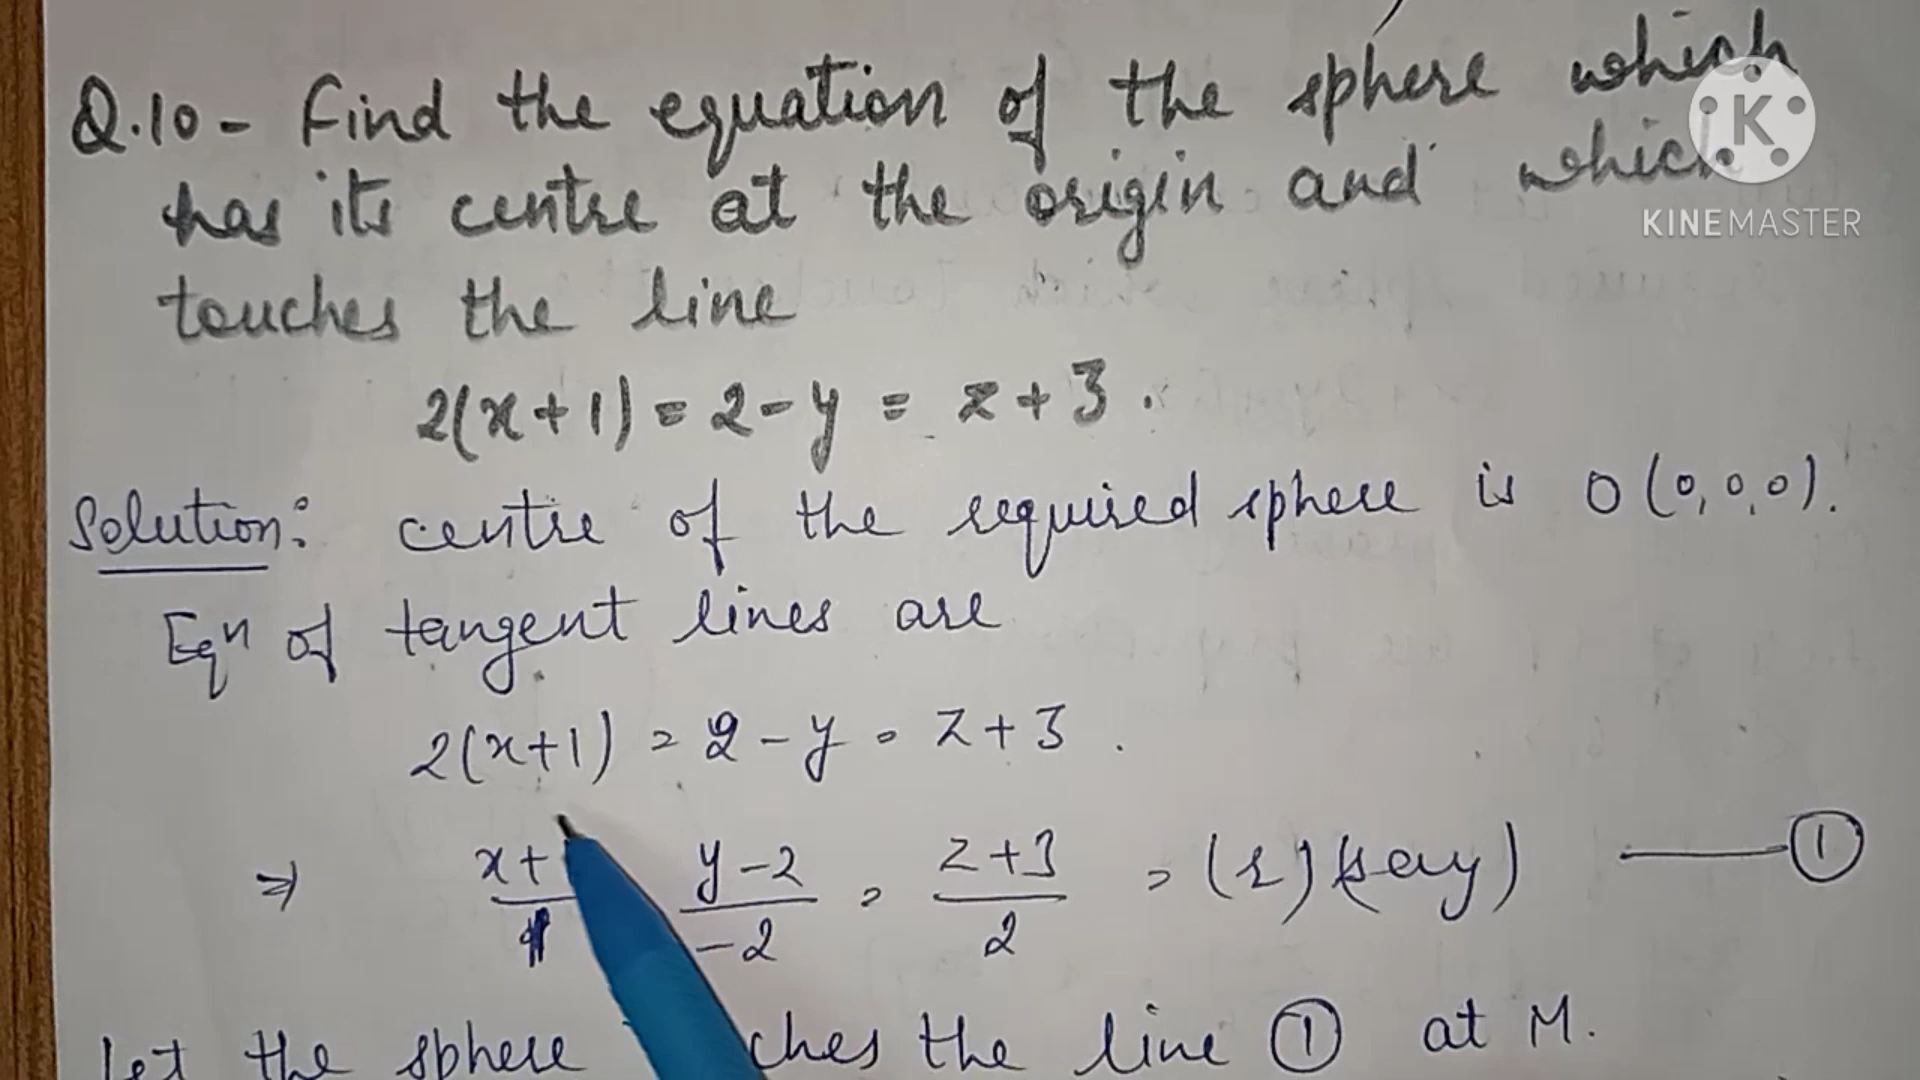 Q.10- Find the equation of the sphere which
has its centre at the origin and which
touches the line
2(x+1) = 2-y = z+3.
Solution: centre of the required sphere is O(0,0,0).
Eqn of tangent lines are
2(x+1) = 2-y = z+3.
⇒ x+ / 1 y-2 / -2 = z+3 / 2 = (r)(say) — ①
Let the sphere ches the line ① at M.
K
KINEMASTER